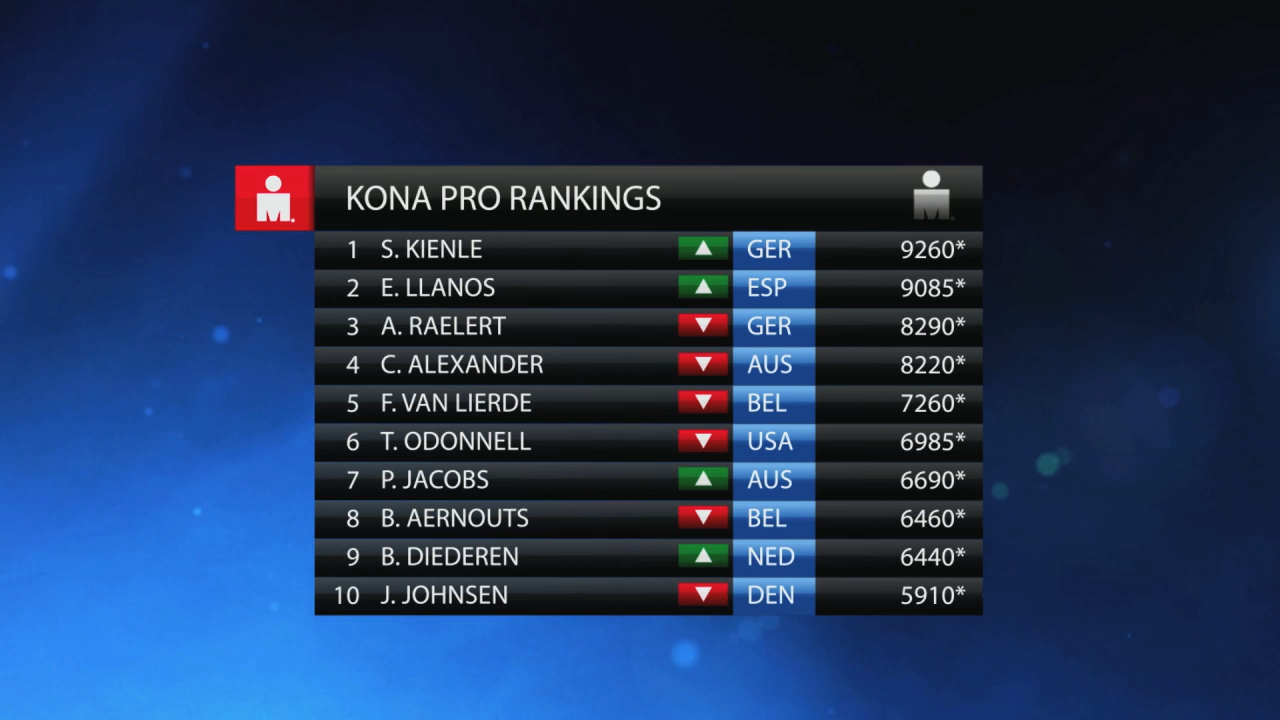 KONA PRO RANKINGS
1 S. KIENLE GER 9260*
2 E. LLANOS ESP 9085*
3 A. RAELERT GER 8290*
4 C. ALEXANDER AUS 8220*
5 F. VAN LIERDE BEL 7260*
6 T. ODONNELL USA 6985*
7 P. JACOBS AUS 6690*
8 B. AERNOUTS BEL 6460*
9 B. DIEDEREN NED 6440*
10 J. JOHNSEN DEN 5910*